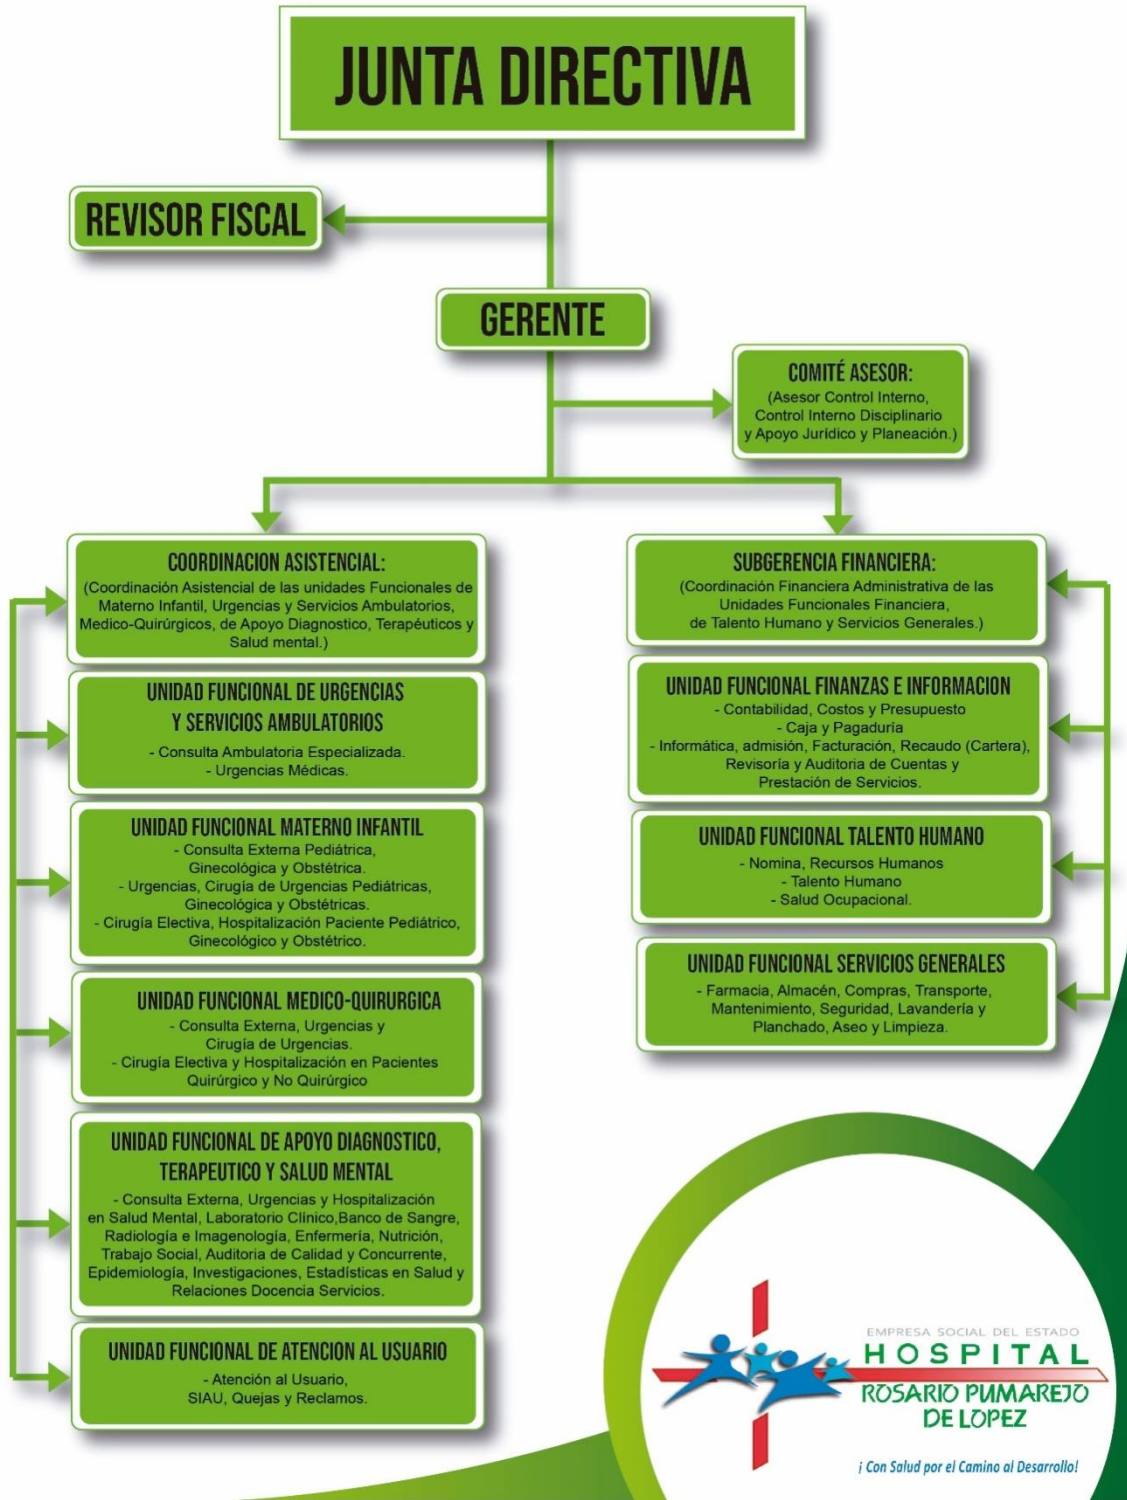 JUNTA DIRECTIVA
REVISOR FISCAL
GERENTE
COMITÉ ASESOR:
(Asesor Control Interno,
Control Interno Disciplinario
y Apoyo Jurídico y Planeación.)
COORDINACION ASISTENCIAL:
(Coordinación Asistencial de las unidades Funcionales de
Materno Infantil, Urgencias y Servicios Ambulatorios,
Medico-Quirúrgicos, de Apoyo Diagnostico, Terapéuticos y
Salud mental.)
UNIDAD FUNCIONAL DE URGENCIAS
Y SERVICIOS AMBULATORIOS
- Consulta Ambulatoria Especializada.
- Urgencias Médicas.
UNIDAD FUNCIONAL MATERNO INFANTIL
- Consulta Externa Pediátrica,
Ginecológica y Obstétrica.
- Urgencias, Cirugía de Urgencias Pediátricas,
Ginecológica y Obstétricas.
- Cirugía Electiva, Hospitalización Paciente Pediátrico,
Ginecológico y Obstétrico.
UNIDAD FUNCIONAL MEDICO-QUIRURGICA
- Consulta Externa, Urgencias y
Cirugía de Urgencias.
- Cirugía Electiva y Hospitalización en Pacientes
Quirúrgico y No Quirúrgico
UNIDAD FUNCIONAL DE APOYO DIAGNOSTICO,
TERAPEUTICO Y SALUD MENTAL
- Consulta Externa, Urgencias y Hospitalización
en Salud Mental, Laboratorio Clínico,Banco de Sangre,
Radiología e Imagenología, Enfermería, Nutrición,
Trabajo Social, Auditoria de Calidad y Concurrente,
Epidemiología, Investigaciones, Estadísticas en Salud y
Relaciones Docencia Servicios.
UNIDAD FUNCIONAL DE ATENCION AL USUARIO
- Atención al Usuario,
SIAU, Quejas y Reclamos.
SUBGERENCIA FINANCIERA:
(Coordinación Financiera Administrativa de las
Unidades Funcionales Financiera,
de Talento Humano y Servicios Generales.)
UNIDAD FUNCIONAL FINANZAS E INFORMACION
- Contabilidad, Costos y Presupuesto
- Caja y Pagaduría
- Informática, admisión, Facturación, Recaudo (Cartera),
Revisoría y Auditoria de Cuentas y
Prestación de Servicios.
UNIDAD FUNCIONAL TALENTO HUMANO
- Nomina, Recursos Humanos
- Talento Humano
- Salud Ocupacional.
UNIDAD FUNCIONAL SERVICIOS GENERALES
- Farmacia, Almacén, Compras, Transporte,
Mantenimiento, Seguridad, Lavandería y
Planchado, Aseo y Limpieza.
EMPRESA SOCIAL DEL ESTADO
HOSPITAL
ROSARIO PUMAREJO
DE LOPEZ
¡ Con Salud por el Camino al Desarrollo!